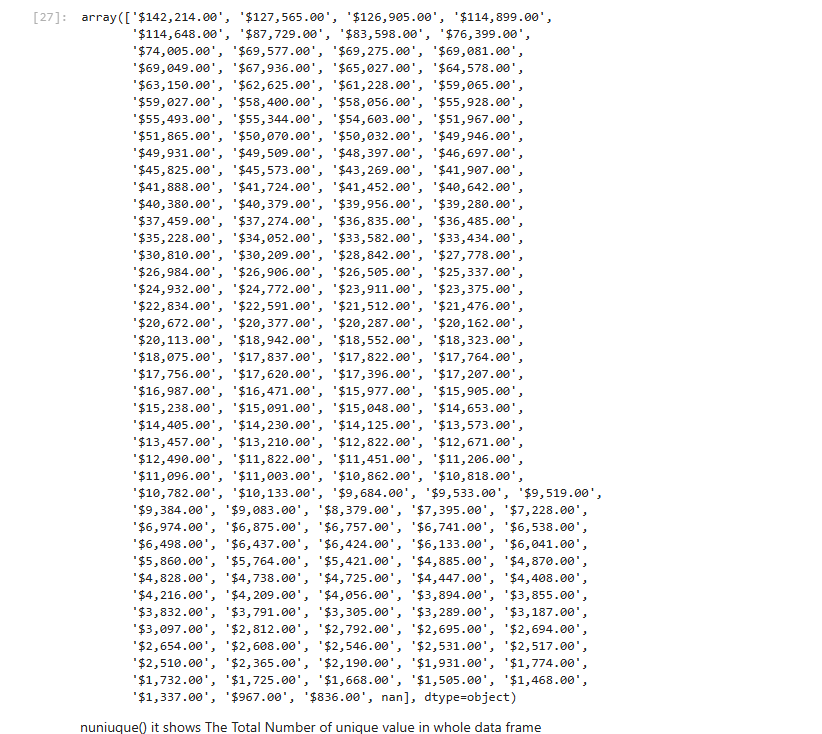 [27]: array(['$142,214.00', '$127,565.00', '$126,905.00', '$114,899.00',
'$114,648.00', '$87,729.00', '$83,598.00', '$76,399.00',
'$74,005.00', '$69,577.00', '$69,275.00', '$69,081.00',
'$69,049.00', '$67,936.00', '$65,027.00', '$64,578.00',
'$63,150.00', '$62,625.00', '$61,228.00', '$59,065.00',
'$59,027.00', '$58,400.00', '$58,056.00', '$55,928.00',
'$55,493.00', '$55,344.00', '$54,603.00', '$51,967.00',
'$51,865.00', '$50,070.00', '$50,032.00', '$49,946.00',
'$49,931.00', '$49,509.00', '$48,397.00', '$46,697.00',
'$45,825.00', '$45,573.00', '$43,269.00', '$41,907.00',
'$41,888.00', '$41,724.00', '$41,452.00', '$40,642.00',
'$40,380.00', '$40,379.00', '$39,956.00', '$39,280.00',
'$37,459.00', '$37,274.00', '$36,835.00', '$36,485.00',
'$35,228.00', '$34,052.00', '$33,582.00', '$33,434.00',
'$30,810.00', '$30,209.00', '$28,842.00', '$27,778.00',
'$26,984.00', '$26,906.00', '$26,505.00', '$25,337.00',
'$24,932.00', '$24,772.00', '$23,911.00', '$23,375.00',
'$22,834.00', '$22,591.00', '$21,512.00', '$21,476.00',
'$20,672.00', '$20,377.00', '$20,287.00', '$20,162.00',
'$20,113.00', '$18,942.00', '$18,552.00', '$18,323.00',
'$18,075.00', '$17,837.00', '$17,822.00', '$17,764.00',
'$17,756.00', '$17,620.00', '$17,396.00', '$17,207.00',
'$16,987.00', '$16,471.00', '$15,977.00', '$15,905.00',
'$15,238.00', '$15,091.00', '$15,048.00', '$14,653.00',
'$14,405.00', '$14,230.00', '$14,125.00', '$13,573.00',
'$13,457.00', '$13,210.00', '$12,822.00', '$12,671.00',
'$12,490.00', '$11,822.00', '$11,451.00', '$11,206.00',
'$11,096.00', '$11,003.00', '$10,862.00', '$10,818.00',
'$10,782.00', '$10,133.00', '$9,684.00', '$9,533.00', '$9,519.00',
'$9,384.00', '$9,083.00', '$8,379.00', '$7,395.00', '$7,228.00',
'$6,974.00', '$6,875.00', '$6,757.00', '$6,741.00', '$6,538.00',
'$6,498.00', '$6,437.00', '$6,424.00', '$6,133.00', '$6,041.00',
'$5,860.00', '$5,764.00', '$5,421.00', '$4,885.00', '$4,870.00',
'$4,828.00', '$4,738.00', '$4,725.00', '$4,447.00', '$4,408.00',
'$4,216.00', '$4,209.00', '$4,056.00', '$3,894.00', '$3,855.00',
'$3,832.00', '$3,791.00', '$3,305.00', '$3,289.00', '$3,187.00',
'$3,097.00', '$2,812.00', '$2,792.00', '$2,695.00', '$2,694.00',
'$2,654.00', '$2,608.00', '$2,546.00', '$2,531.00', '$2,517.00',
'$2,510.00', '$2,365.00', '$2,190.00', '$1,931.00', '$1,774.00',
'$1,732.00', '$1,725.00', '$1,668.00', '$1,505.00', '$1,468.00',
'$1,337.00', '$967.00', '$836.00', nan], dtype=object)
nuniuque() it shows The Total Number of unique value in whole data frame